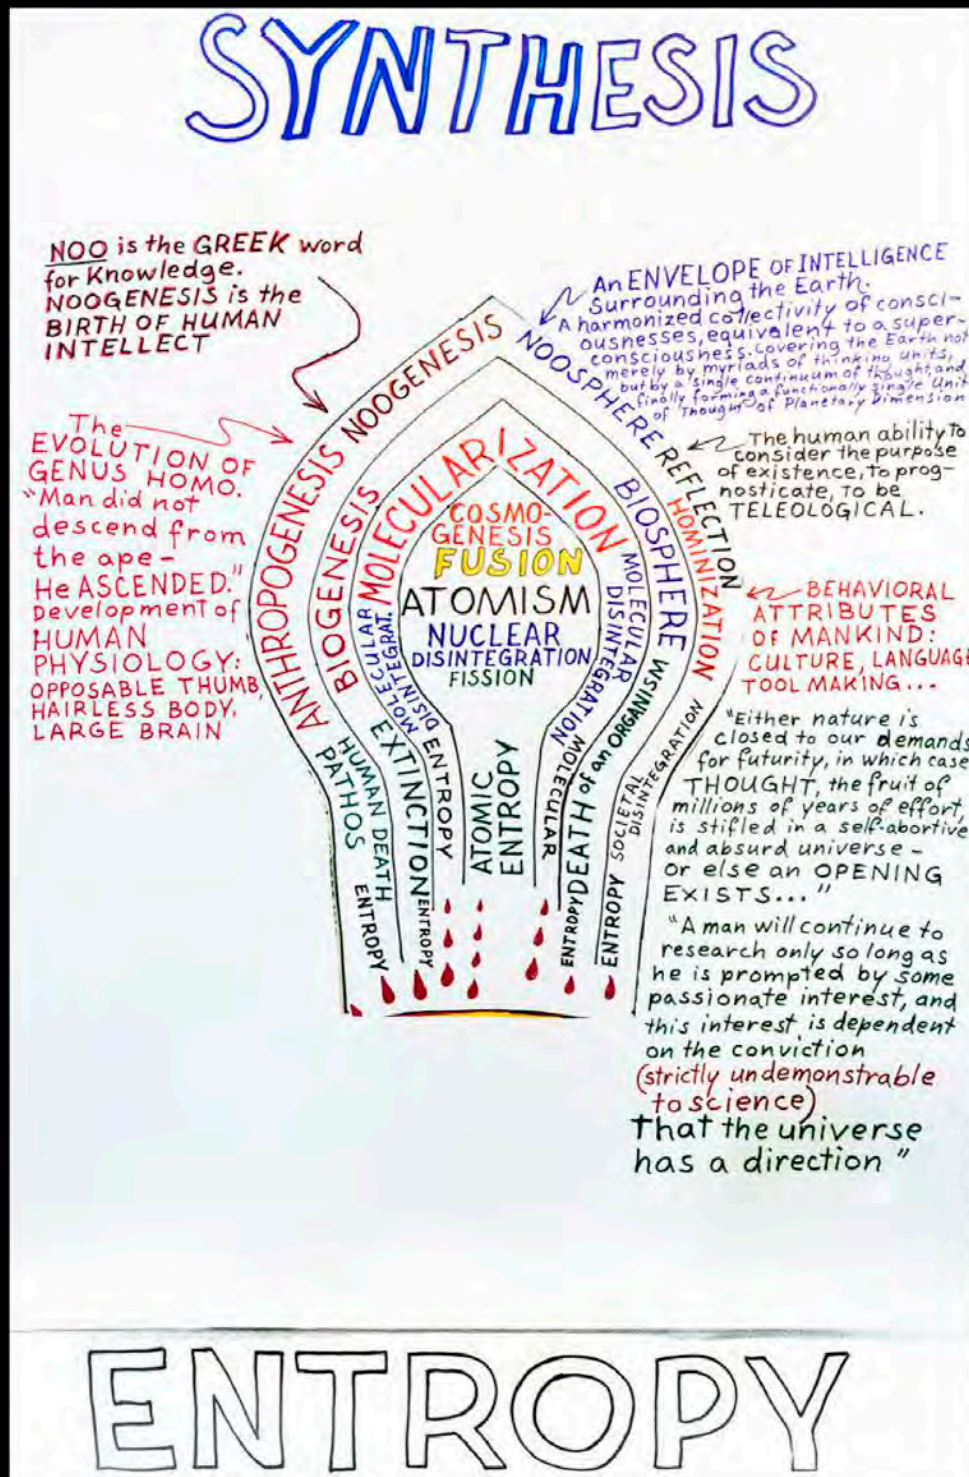 SYNTHESIS
NOO is the GREEK word
for Knowledge.
NOOGENESIS is the
BIRTH OF HUMAN
INTELLECT
An ENVELOPE OF INTELLIGENCE
Surrounding the Earth.
A harmonized collectivity of consci-
ousnesses, equivalent to a super-
consciousness. Covering the Earth not
merely by myriads of thinking units,
but by a single continuum of thought, and
finally forming a functionally single Unit
of Thought of Planetary Dimension
The
EVOLUTION OF
GENUS HOMO.
"Man did not
descend from
the ape-
He ASCENDED."
Development of
HUMAN
PHYSIOLOGY:
OPPOSABLE THUMB,
HAIRLESS BODY,
LARGE BRAIN
The human ability to
consider the purpose
of existence, to prog-
nosticate, to be
TELEOLOGICAL.
BEHAVIORAL
ATTRIBUTES
OF MANKIND:
CULTURE, LANGUAGE
TOOL MAKING...
ANTHROPOGENESIS NOOGENESIS
NOOSPHERE REFLECTION
HOMINIZATION
BIOGENESIS
BIOSPHERE
MOLECULARIZATION
MOLECULAR
DISINTEGRAT.
MOLECULAR
DISINTEGRATION
COSMO-
GENESIS
FUSION
ATOMISM
NUCLEAR
DISINTEGRATION
FISSION
ATOMIC
ENTROPY
ENTROPY
MOLECULAR
EXTINCTION
ENTROPY
DEATH of an ORGANISM
ENTROPY
HUMAN DEATH
PATHOS
ENTROPY
SOCIETAL
DISINTEGRATION
ENTROPY
"Either nature is
closed to our demands
for futurity, in which case
THOUGHT, the fruit of
millions of years of effort,
is stifled in a self-abortive
and absurd universe -
or else an OPENING
EXISTS..."
"A man will continue to
research only so long as
he is prompted by some
passionate interest, and
this interest is dependent
on the conviction
(strictly undemonstrable
to science)
That the universe
has a direction"
ENTROPY